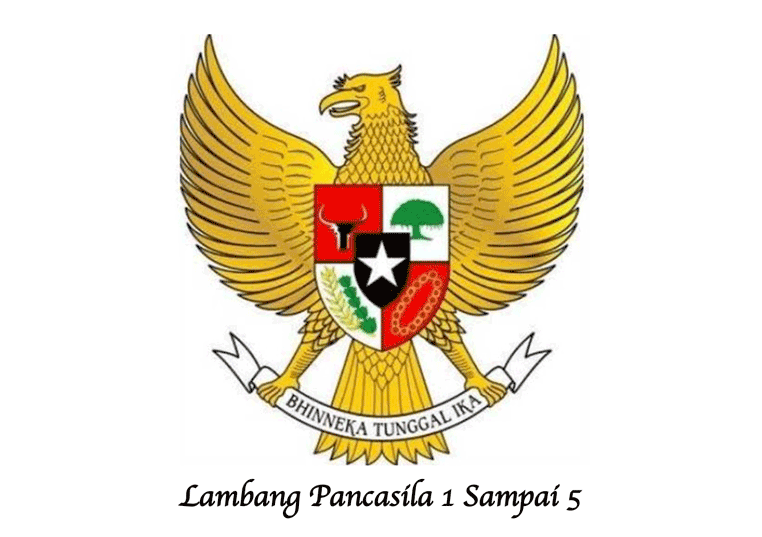 BHINNEKA TUNGGAL IKA
Lambang Pancasila 1 Sampai 5